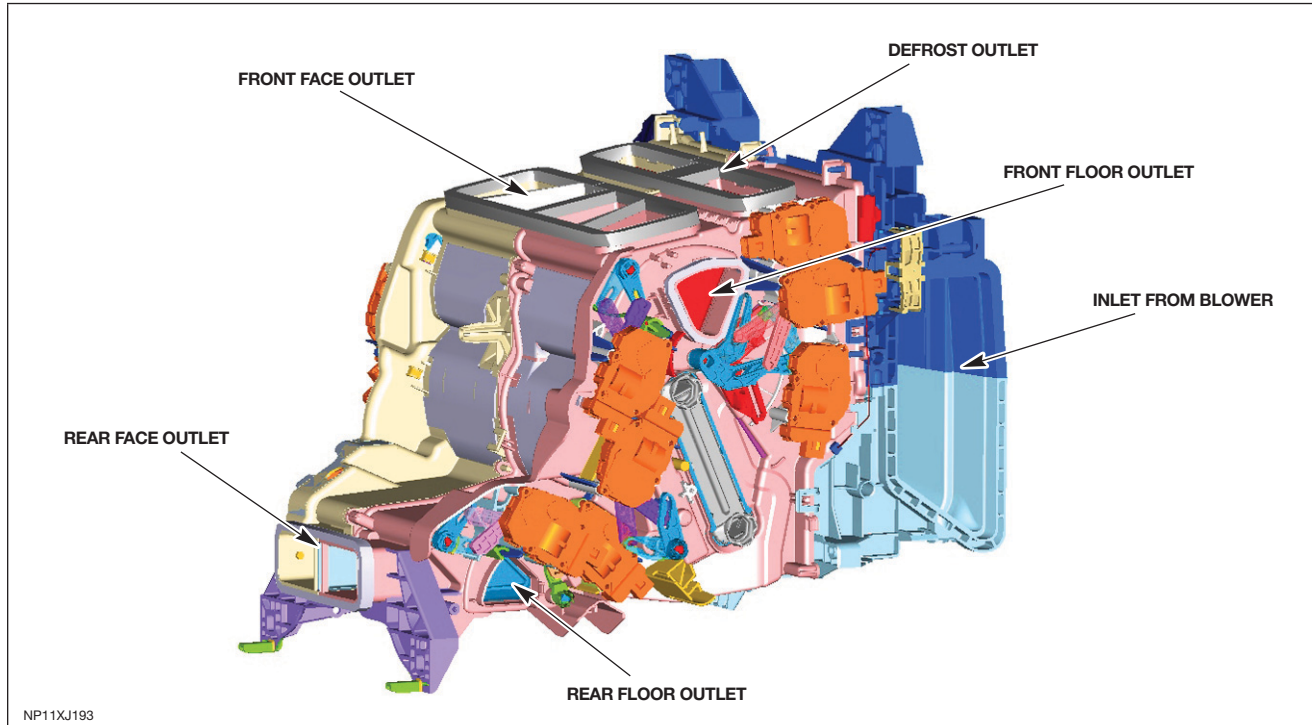 DEFROST OUTLET
FRONT FACE OUTLET
FRONT FLOOR OUTLET
INLET FROM BLOWER
REAR FACE OUTLET
REAR FLOOR OUTLET
NP11XJ193